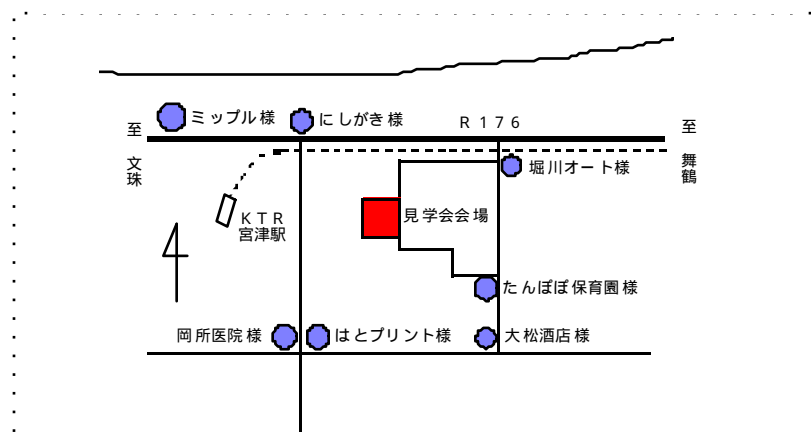 ミップル様
にしがき様
R176
至 文珠
至 舞鶴
堀川オート様
KTR
宮津駅
見学会会場
たんぽぽ保育園様
岡所医院様
はとプリント様
大松酒店様